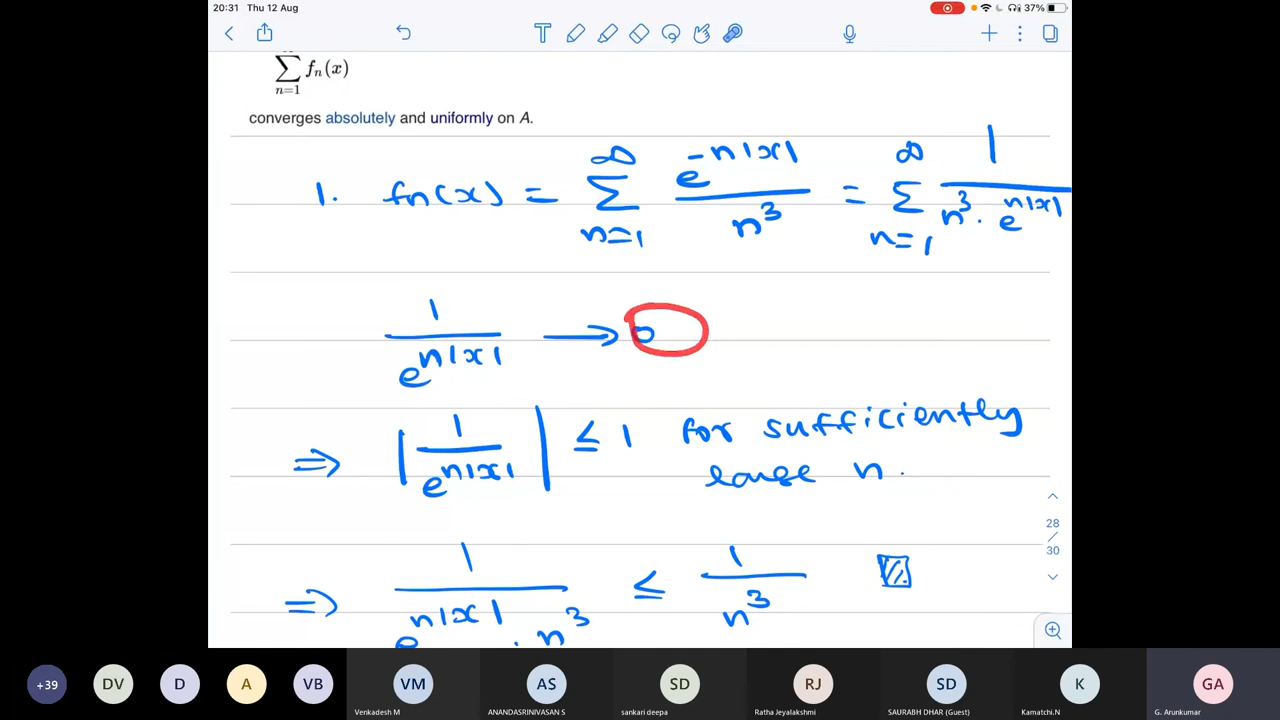 20:31 Thu 12 Aug 37%
∑ fₙ(x)
n=1
converges absolutely and uniformly on A.
1. fn(x) = ∑_{n=1}^{∞} e^{-n|x|} / n³ = ∑_{n=1}^{∞} 1 / n³ . e^{n|x|}
1 / e^{n|x|} → 0
⇒ | 1 / e^{n|x|} | ≤ 1 for sufficiently
large n.
⇒ 1 / e^{n|x|} . n³ ≤ 1 / n³
28
/
30
+39 DV D A VB VM AS SD RJ SD K GA
Venkadesh M ANANDASRINIVASAN S sankari deepa Ratha Jeyalakshmi SAURABH DHAR (Guest) Kamatchi.N G. Arunkumar